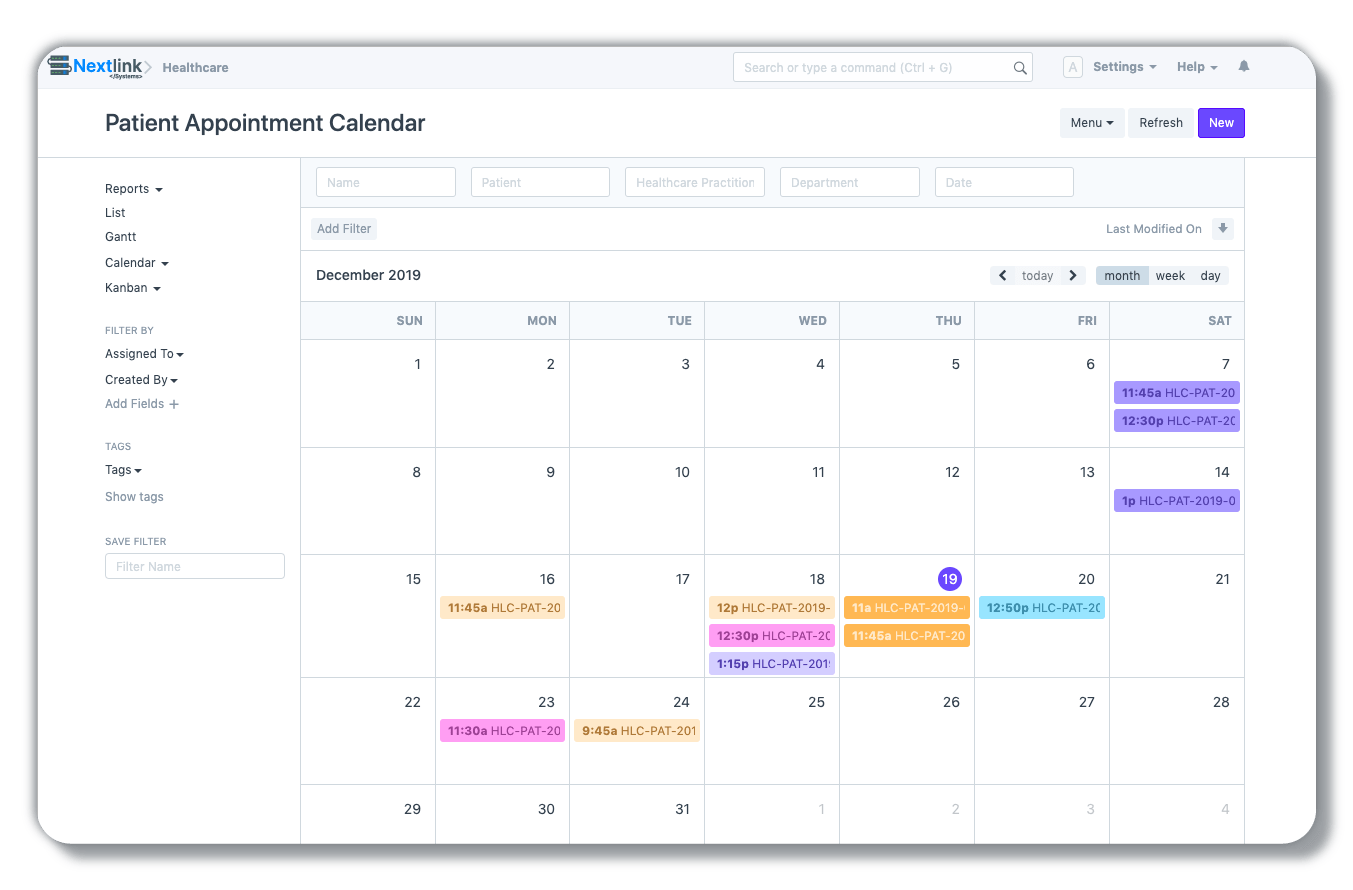 Nextlink
</Systems>
Healthcare
Search or type a command (Ctrl + G)
A
Settings
Help
Patient Appointment Calendar
Menu
Refresh
New
Reports
List
Gantt
Calendar
Kanban
FILTER BY
Assigned To
Created By
Add Fields +
TAGS
Tags
Show tags
SAVE FILTER
Filter Name
Name
Patient
Healthcare Practition
Department
Date
Add Filter
Last Modified On
December 2019
today
month week day
SUN MON TUE WED THU FRI SAT
1 2 3 4 5 6 7
11:45a HLC-PAT-20
12:30p HLC-PAT-20
8 9 10 11 12 13 14
1p HLC-PAT-2019-0
15 16 17 18 19 20 21
11:45a HLC-PAT-20 12p HLC-PAT-2019- 11a HLC-PAT-2019- 12:50p HLC-PAT-20
12:30p HLC-PAT-20 11:45a HLC-PAT-20
1:15p HLC-PAT-2019
22 23 24 25 26 27 28
11:30a HLC-PAT-20 9:45a HLC-PAT-201
29 30 31 1 2 3 4